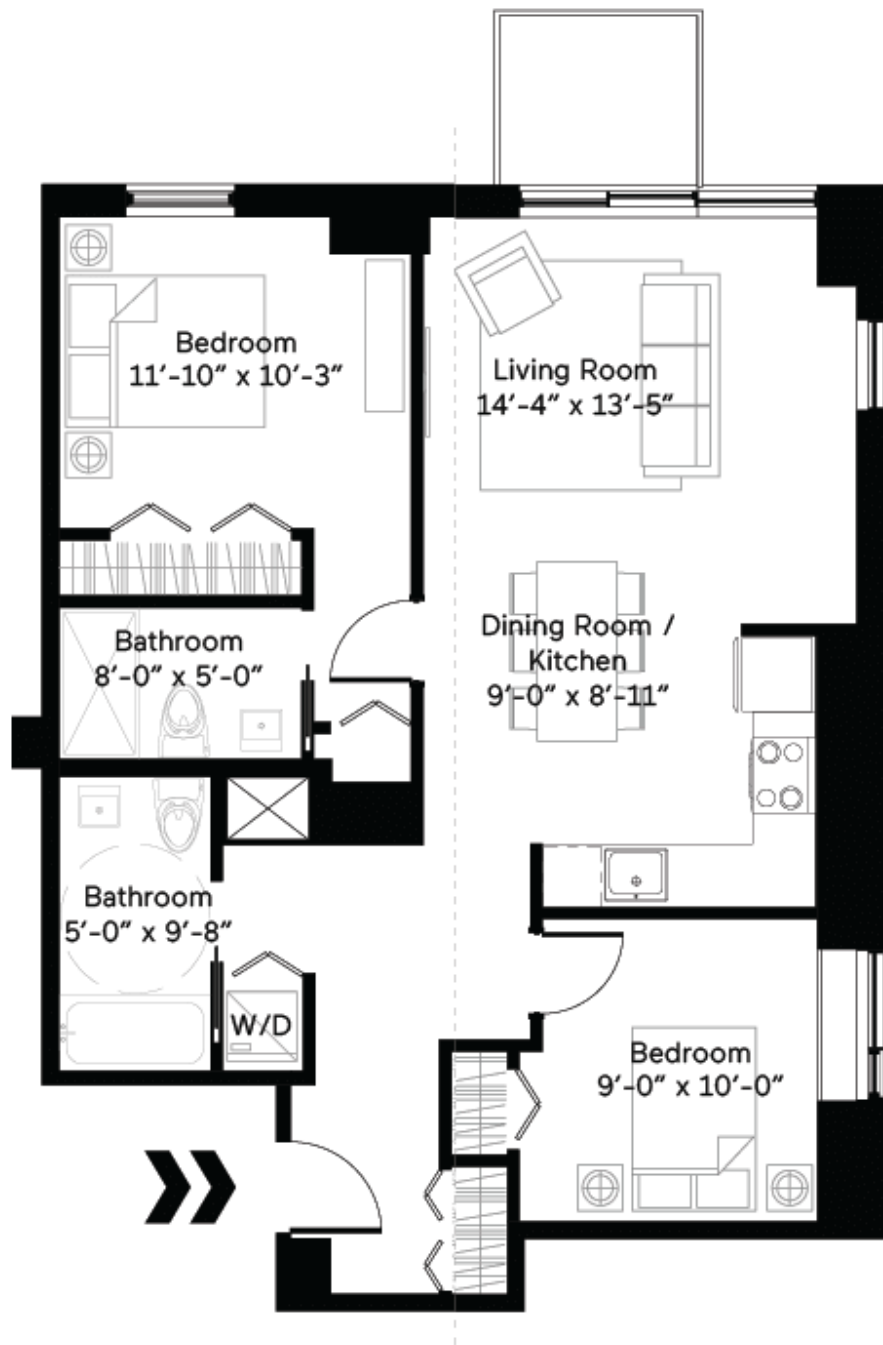 Bedroom
11’-10” x 10’-3”
Living Room
14’-4” x 13’-5”
Bathroom
8’-0” x 5’-0”
Dining Room /
Kitchen
9’-0” x 8’-11”
Bathroom
5’-0” x 9’-8”
W/D
Bedroom
9’-0” x 10’-0”